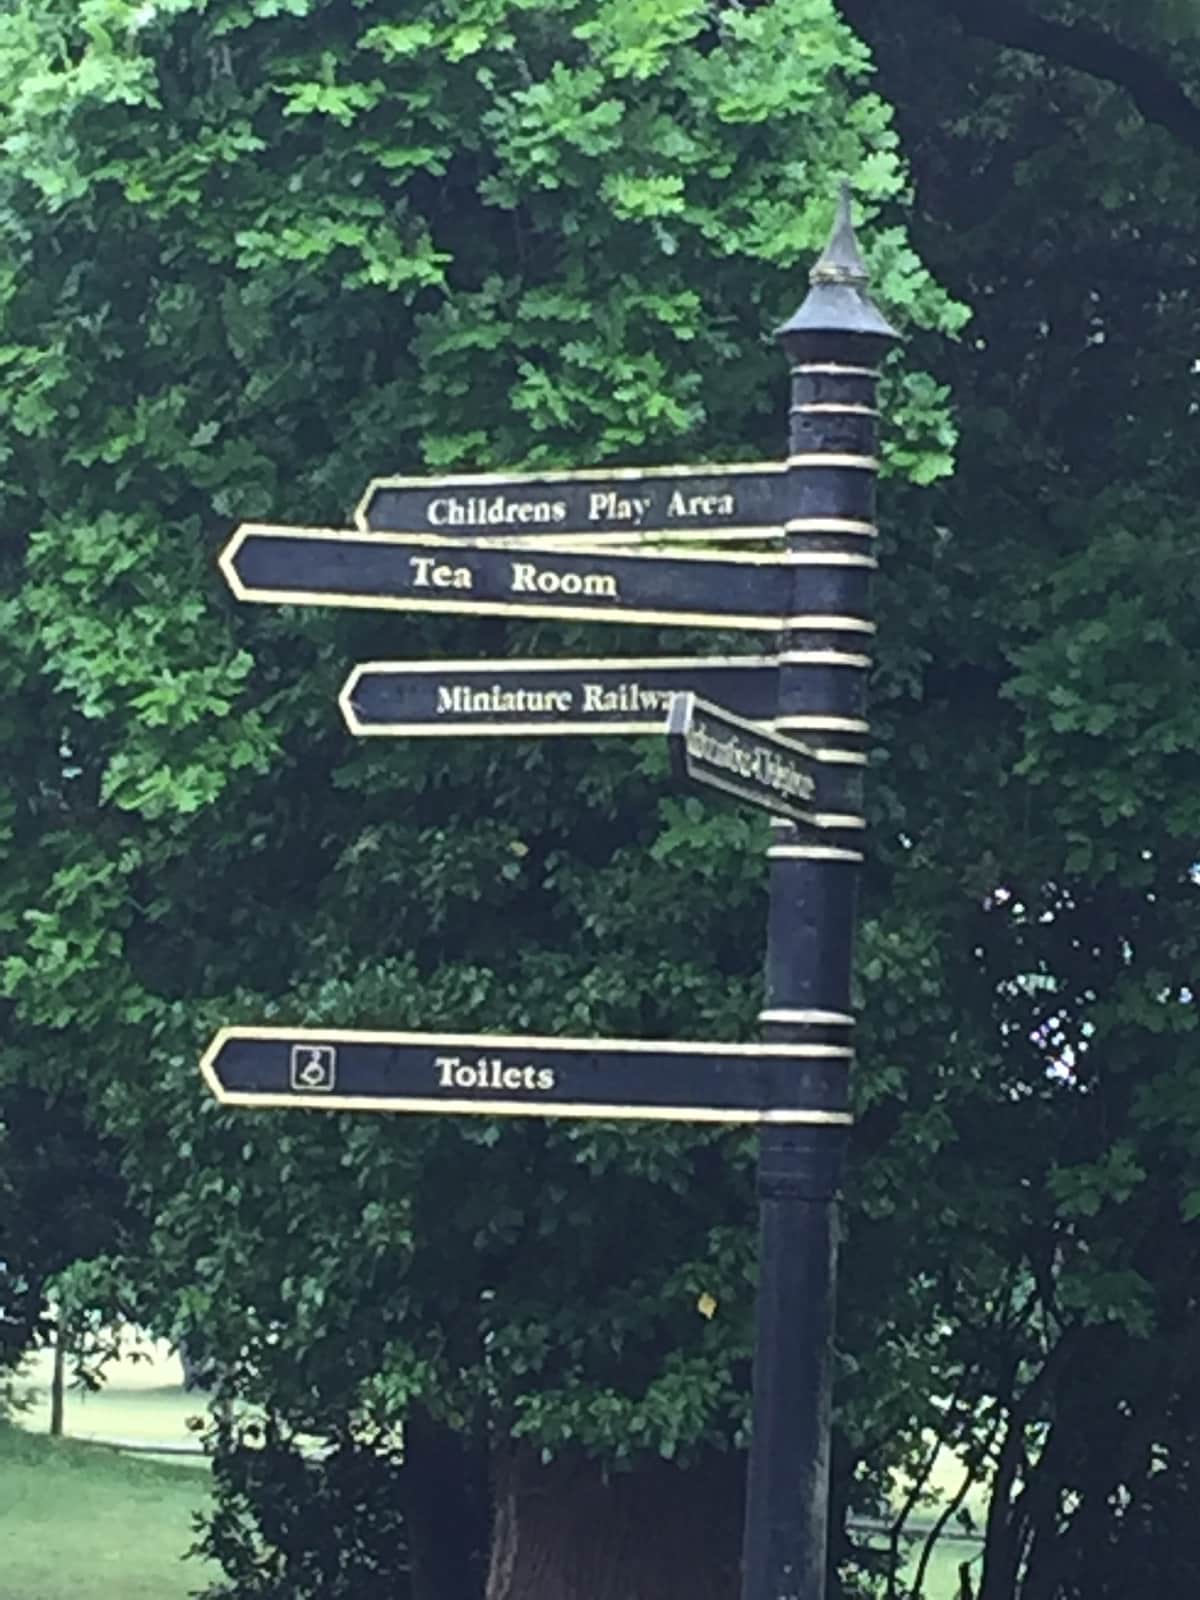 Childrens Play Area
Tea Room
Miniature Railwa
Toilets